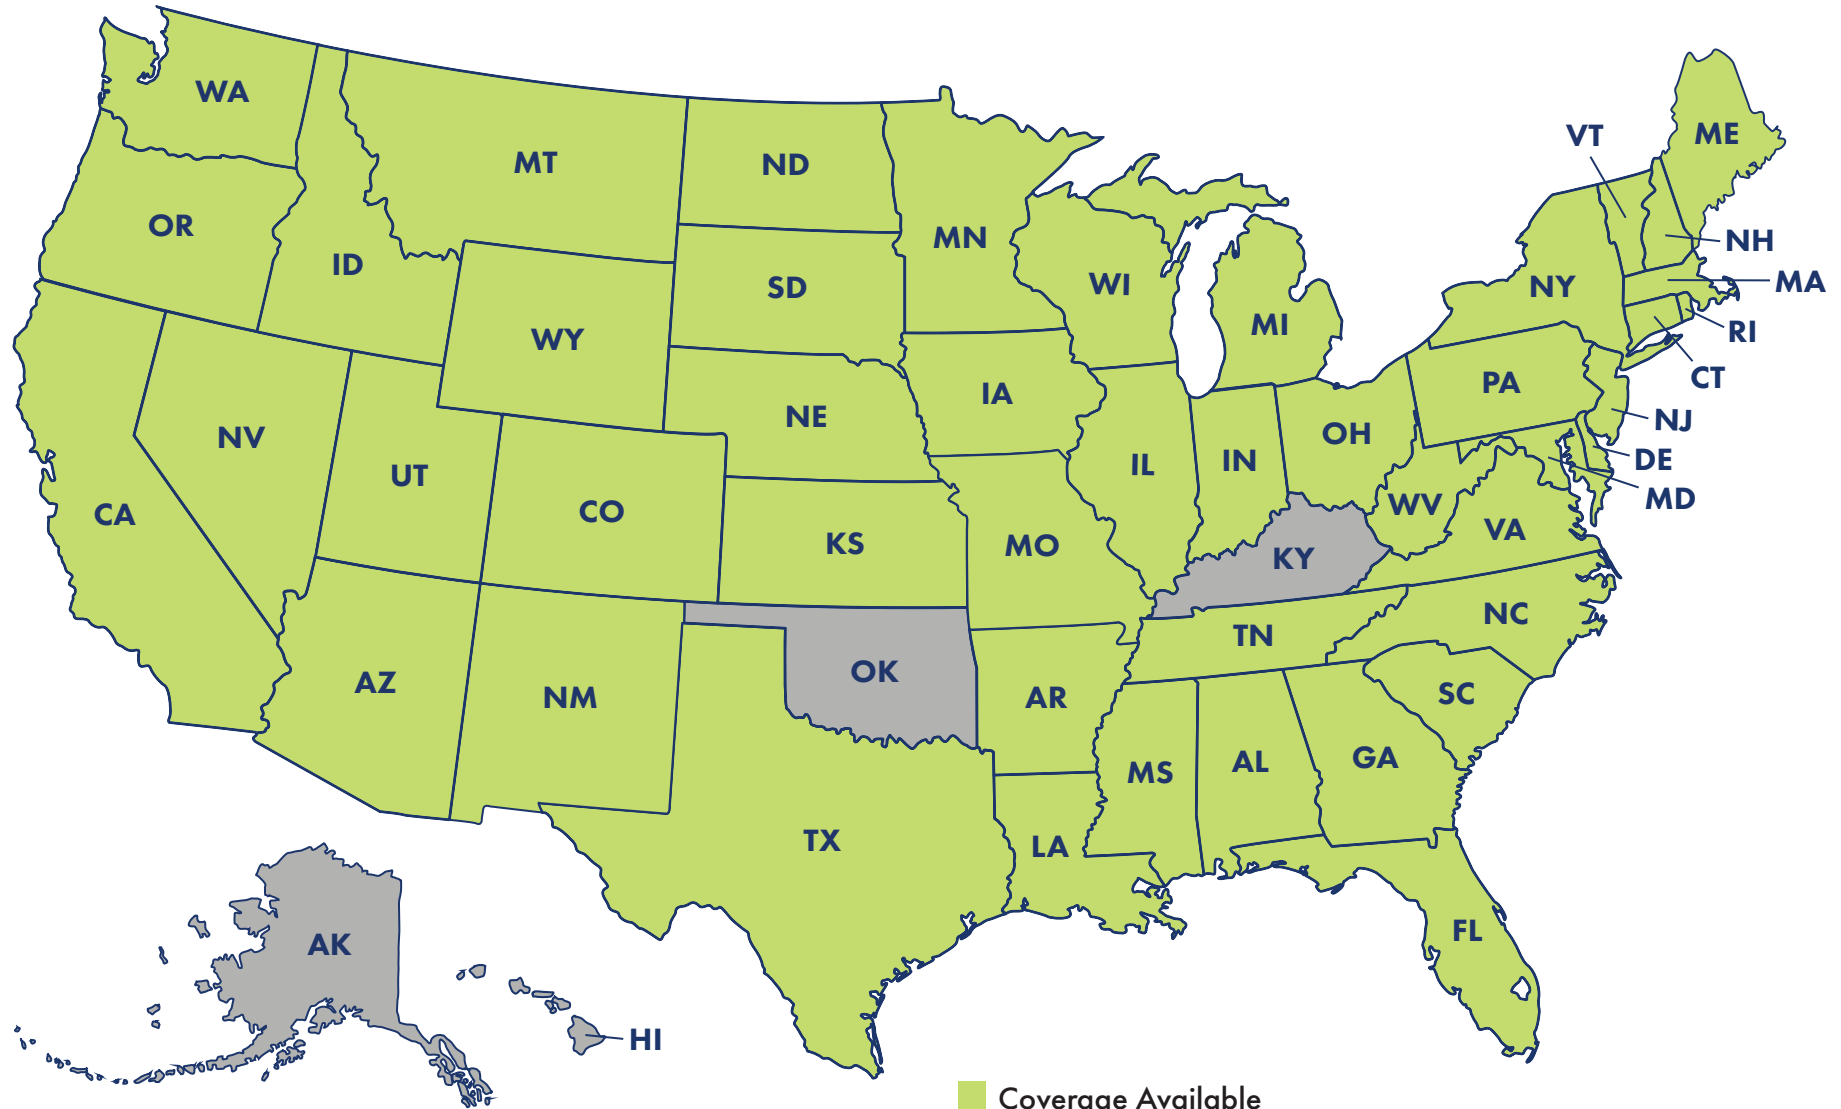 WA
MT
ND
MN
VT
ME
OR
ID
SD
WI
MI
NY
NH
MA
RI
CT
WY
NE
IA
PA
NJ
DE
MD
NV
UT
CO
KS
MO
IL
IN
OH
WV
VA
KY
CA
AZ
NM
OK
AR
TN
NC
SC
TX
LA
MS
AL
GA
FL
AK
HI
Coverage Available